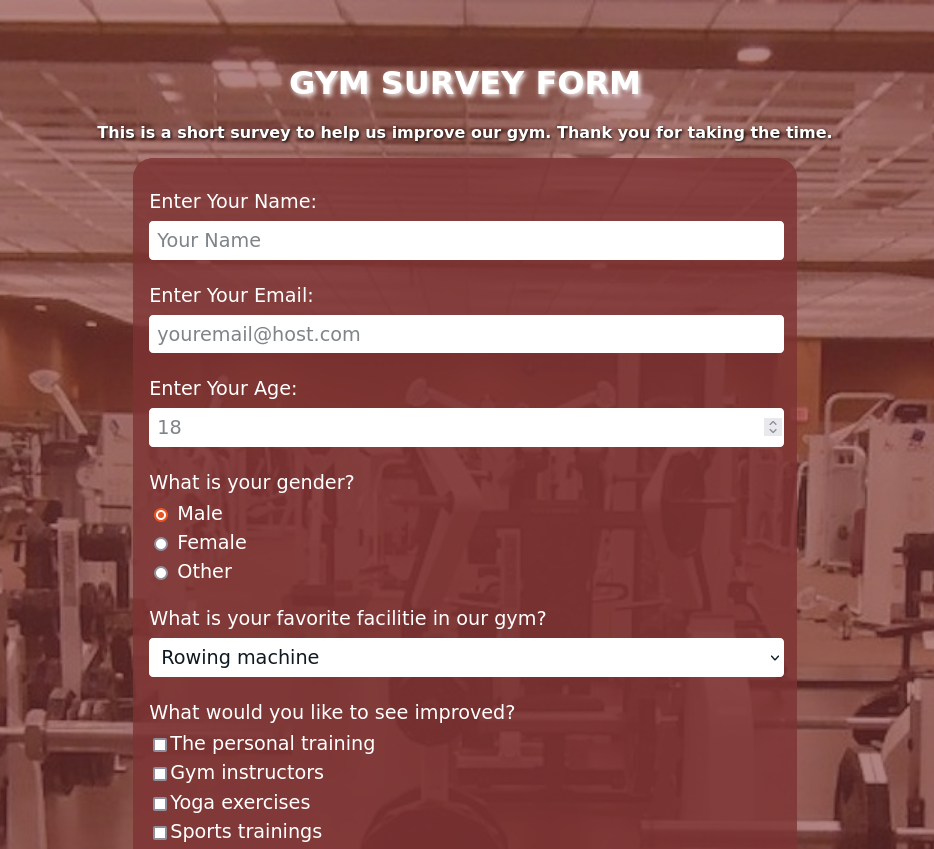 GYM SURVEY FORM
This is a short survey to help us improve our gym. Thank you for taking the time.
Enter Your Name:
Your Name
Enter Your Email:
youremail@host.com
Enter Your Age:
18
What is your gender?
Male
Female
Other
What is your favorite facilitie in our gym?
Rowing machine
What would you like to see improved?
The personal training
Gym instructors
Yoga exercises
Sports trainings